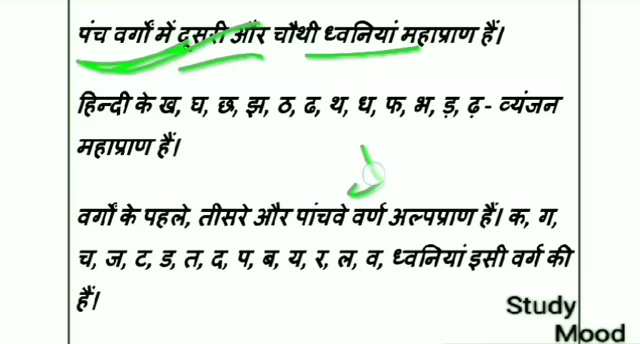 पंच वर्गों में दूसरी और चौथी ध्वनियां महाप्राण हैं।
हिन्दी के ख, घ, छ, झ, ठ, ढ, थ, ध, फ, भ, ड़, ढ़ - व्यंजन
महाप्राण हैं।
वर्गों के पहले, तीसरे और पांचवे वर्ण अल्पप्राण हैं। क, ग,
च, ज, ट, ड, त, द, प, ब, य, र, ल, व, ध्वनियां इसी वर्ग की
हैं।
Study
Mood